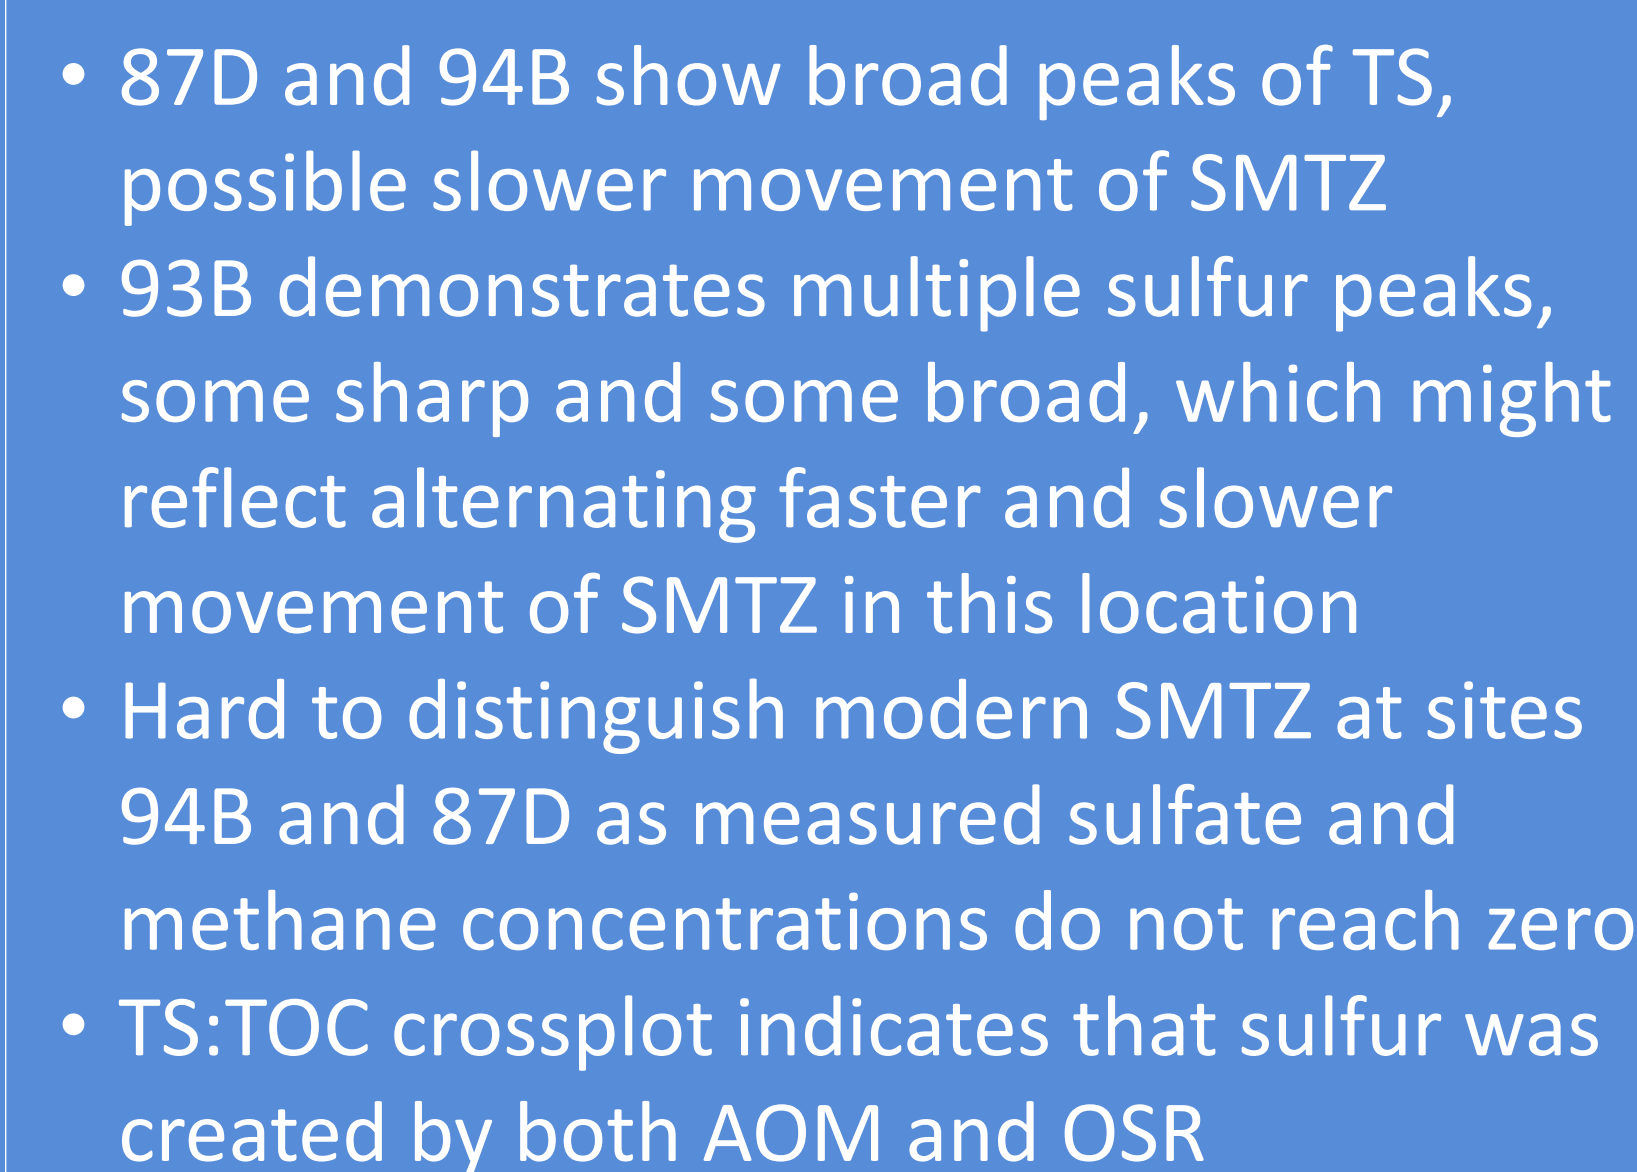 • 87D and 94B show broad peaks of TS,
possible slower movement of SMTZ
• 93B demonstrates multiple sulfur peaks,
some sharp and some broad, which might
reflect alternating faster and slower
movement of SMTZ in this location
• Hard to distinguish modern SMTZ at sites
94B and 87D as measured sulfate and
methane concentrations do not reach zero
• TS:TOC crossplot indicates that sulfur was
created by both AOM and OSR